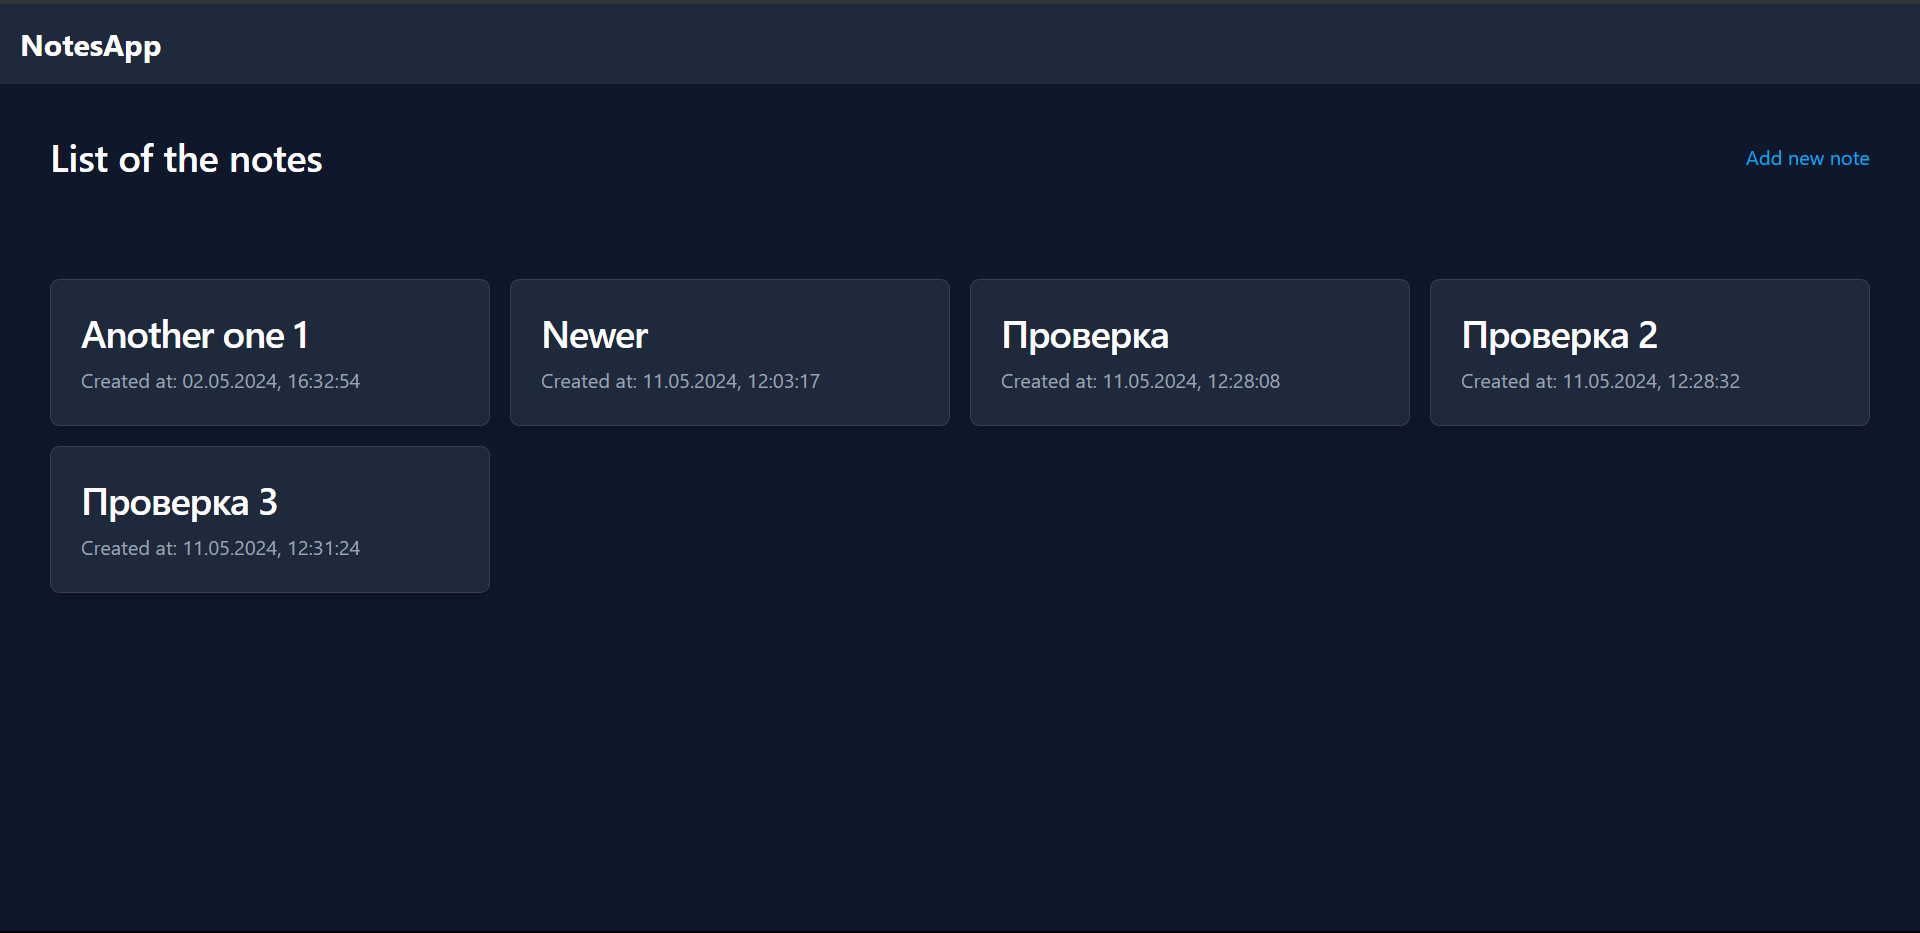 NotesApp
List of the notes
Add new note
Another one 1
Created at: 02.05.2024, 16:32:54
Newer
Created at: 11.05.2024, 12:03:17
Проверка
Created at: 11.05.2024, 12:28:08
Проверка 2
Created at: 11.05.2024, 12:28:32
Проверка 3
Created at: 11.05.2024, 12:31:24